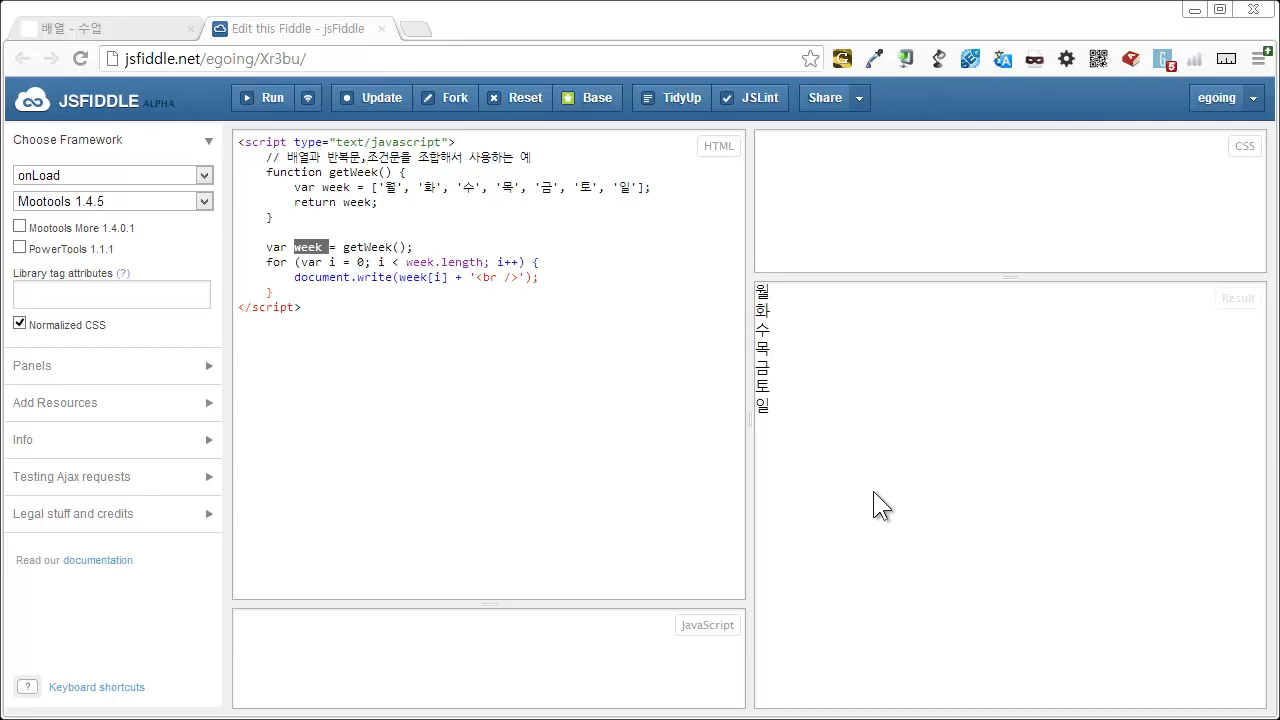 배열 - 수업
Edit this Fiddle - jsFiddle
jsfiddle.net/egoing/Xr3bu/
5
JSFIDDLE ALPHA
Run
Update
Fork
Reset
Base
TidyUp
JSLint
Share
egoing
Choose Framework
onLoad
Mootools 1.4.5
Mootools More 1.4.0.1
PowerTools 1.1.1
Library tag attributes (?)
Normalized CSS
Panels
Add Resources
Info
Testing Ajax requests
Legal stuff and credits
Read our documentation
? Keyboard shortcuts
HTML
<script type="text/javascript">
// 배열과 반복문,조건문을 조합해서 사용하는 예
function getWeek() {
var week = ['월', '화', '수', '목', '금', '토', '일'];
return week;
}
var week = getWeek();
for (var i = 0; i < week.length; i++) {
document.write(week[i] + '<br />');
}
</script>
JavaScript
CSS
Result
월
화
수
목
금
토
일